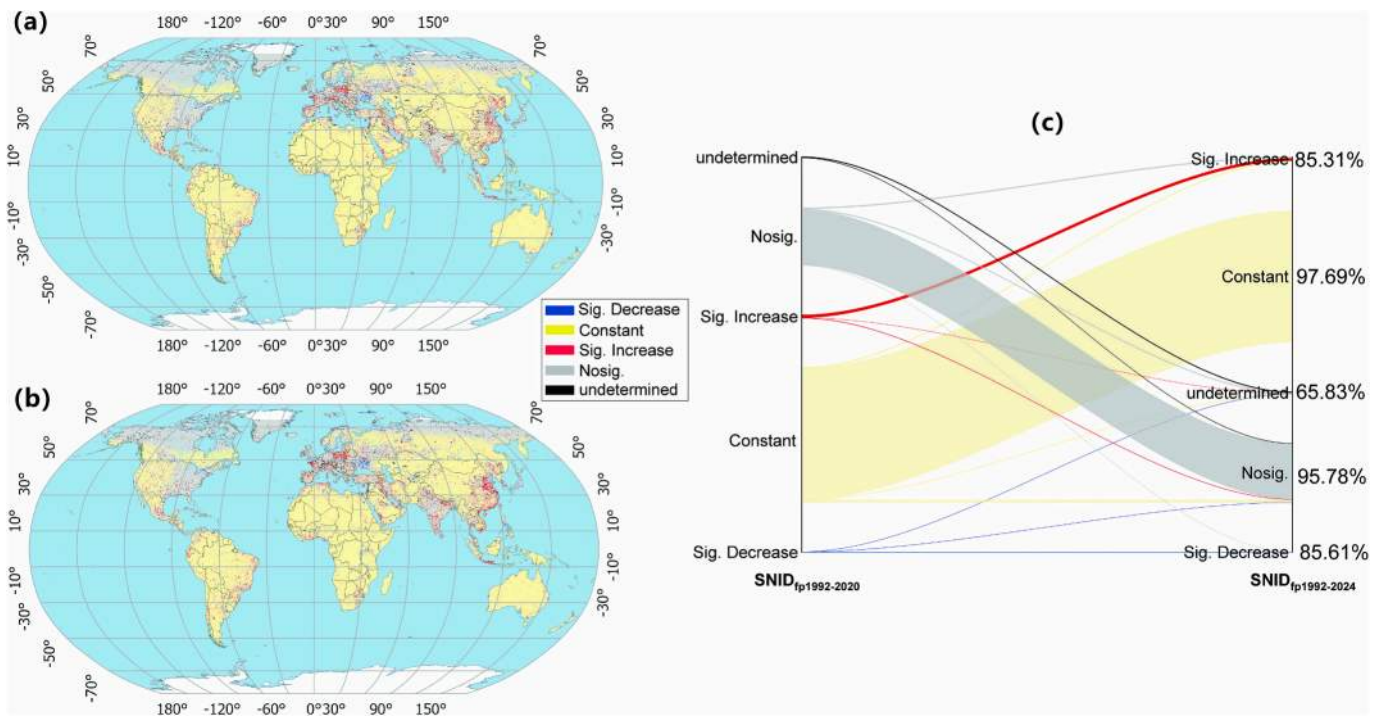 (a)
180° -120° -60° 0°30° 90° 150°
70°
50°
30°
10°
-10°
-30°
-50°
-70°
70°
50°
30°
10°
-10°
-30°
-50°
-70°
180° -120° -60° 0°30° 90° 150°
Sig. Decrease
Constant
Sig. Increase
Nosig.
undetermined
(b)
180° -120° -60° 0°30° 90° 150°
70°
50°
30°
10°
-10°
-30°
-50°
-70°
70°
50°
30°
10°
-10°
-30°
-50°
-70°
180° -120° -60° 0°30° 90° 150°
(c)
undetermined
Nosig.
Sig. Increase
Constant
Sig. Decrease
SNIDfp1992-2020
Sig. Increase 85.31%
Constant 97.69%
undetermined 65.83%
Nosig. 95.78%
Sig. Decrease 85.61%
SNIDfp1992-2024